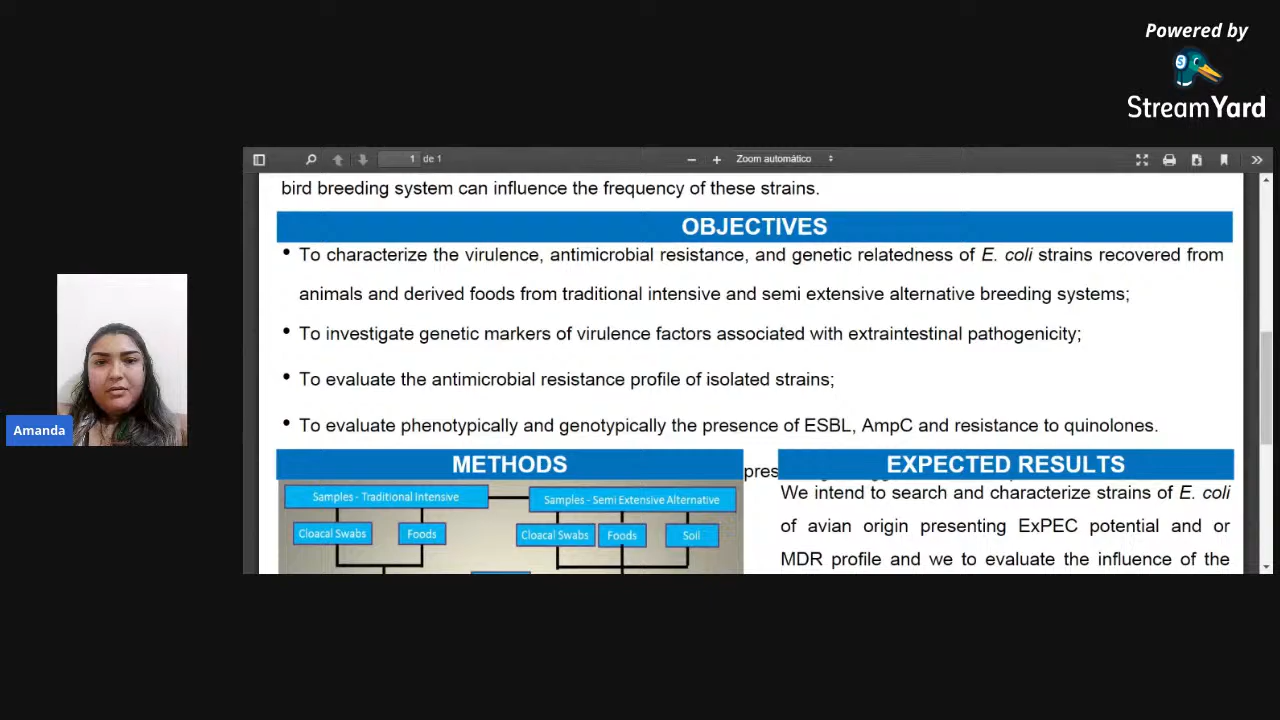 Powered by
StreamYard
1 de 1
Zoom automático
bird breeding system can influence the frequency of these strains.
OBJECTIVES
• To characterize the virulence, antimicrobial resistance, and genetic relatedness of E. coli strains recovered from
animals and derived foods from traditional intensive and semi extensive alternative breeding systems;
• To investigate genetic markers of virulence factors associated with extraintestinal pathogenicity;
• To evaluate the antimicrobial resistance profile of isolated strains;
• To evaluate phenotypically and genotypically the presence of ESBL, AmpC and resistance to quinolones.
Amanda
METHODS
Samples - Traditional Intensive
Samples - Semi Extensive Alternative
Cloacal Swabs
Foods
Cloacal Swabs
Foods
Soil
EXPECTED RESULTS
We intend to search and characterize strains of E. coli
of avian origin presenting ExPEC potential and or
MDR profile and we to evaluate the influence of the